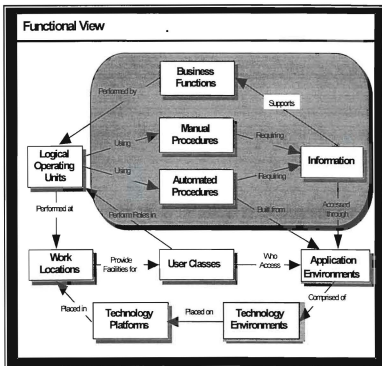 Functional View
Business
Functions
Performed by
Supports
Manual
Procedures
Using
Requiring
Logical
Operating
Units
Information
Using
Automated
Procedures
Requiring
Performed at
Perform Roles in
Built from
Accessed
through
Work
Locations
Provide
Facilities for
User Classes
Who
Access
Application
Environments
Placed in
Technology
Platforms
Placed on
Technology
Environments
Comprised of